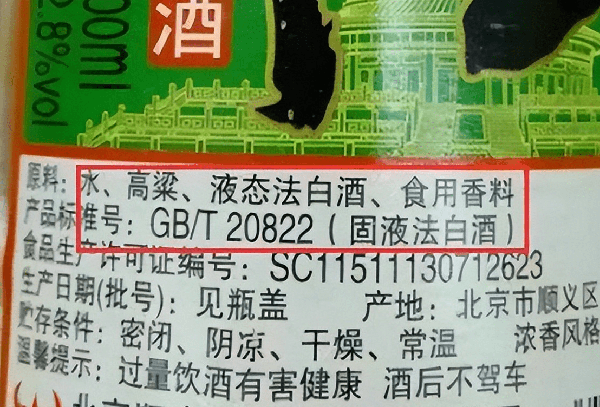 酒
00ml
2.8%vol
原料：水、高粱、液态法白酒、食用香料
产品标准号：GB/T 20822（固液法白酒）
食品生产许可证编号：SC11511130712623
生产日期(批号)：见瓶盖 产地：北京市顺义区
贮存条件：密闭、阴凉、干燥、常温 浓香风格
温馨提示：过量饮酒有害健康 酒后不驾车